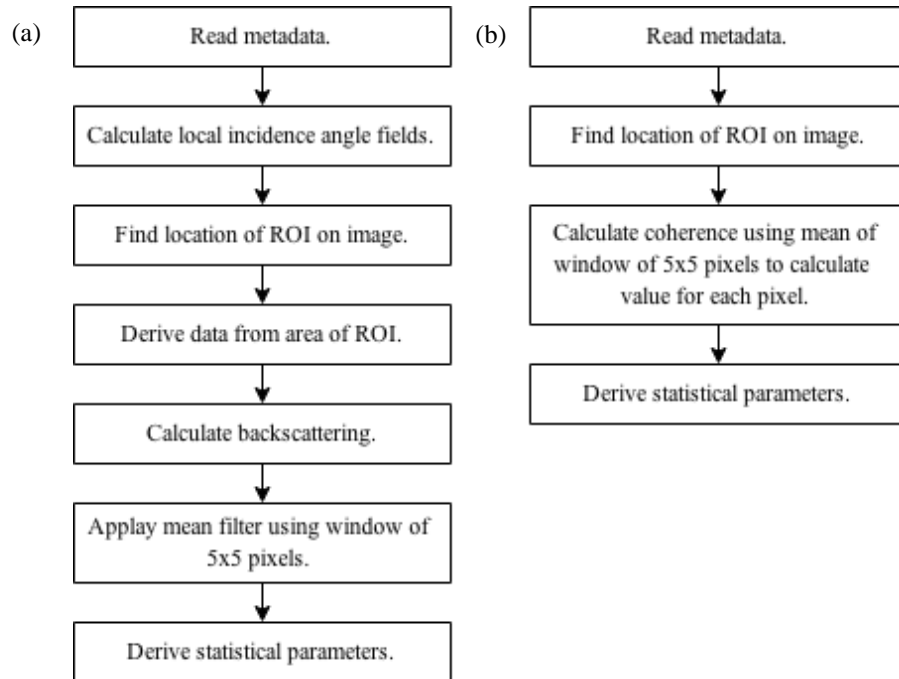 (a)
Read metadata.
Calculate local incidence angle fields.
Find location of ROI on image.
Derive data from area of ROI.
Calculate backscattering.
Applay mean filter using window of
5x5 pixels.
Derive statistical parameters.
(b)
Read metadata.
Find location of ROI on image.
Calculate coherence using mean of
window of 5x5 pixels to calculate
value for each pixel.
Derive statistical parameters.